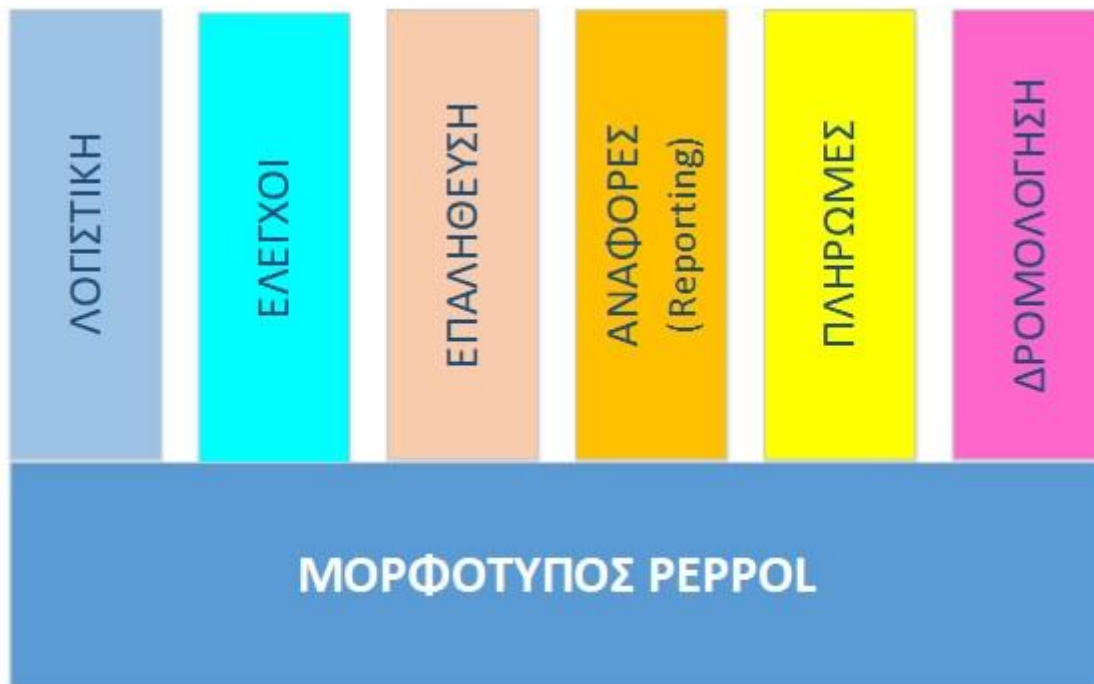 ΛΟΓΙΣΤΙΚΗ
ΕΛΕΓΧΟΙ
ΕΠΑΛΗΘΕΥΣΗ
ΑΝΑΦΟΡΕΣ
(Reporting)
ΠΛΗΡΩΜΕΣ
ΔΡΟΜΟΛΟΓΗΣΗ
ΜΟΡΦΟΤΥΠΟΣ PEPPOL